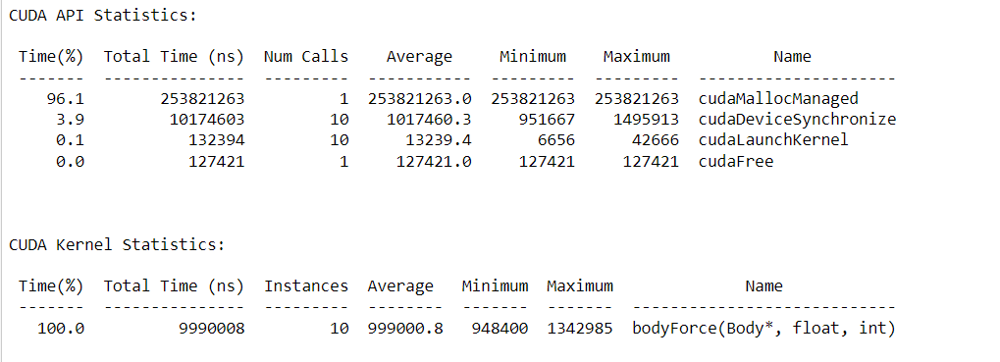 CUDA API Statistics:
Time(%) Total Time (ns) Num Calls Average Minimum Maximum Name
------- --------------- --------- ----------- --------- --------- ---------------------
96.1 253821263 1 253821263.0 253821263 253821263 cudaMallocManaged
3.9 10174603 10 1017460.3 951667 1495913 cudaDeviceSynchronize
0.1 132394 10 13239.4 6656 42666 cudaLaunchKernel
0.0 127421 1 127421.0 127421 127421 cudaFree
CUDA Kernel Statistics:
Time(%) Total Time (ns) Instances Average Minimum Maximum Name
------- --------------- --------- -------- ------- ------- ----------------------------
100.0 9990008 10 999000.8 948400 1342985 bodyForce(Body*, float, int)